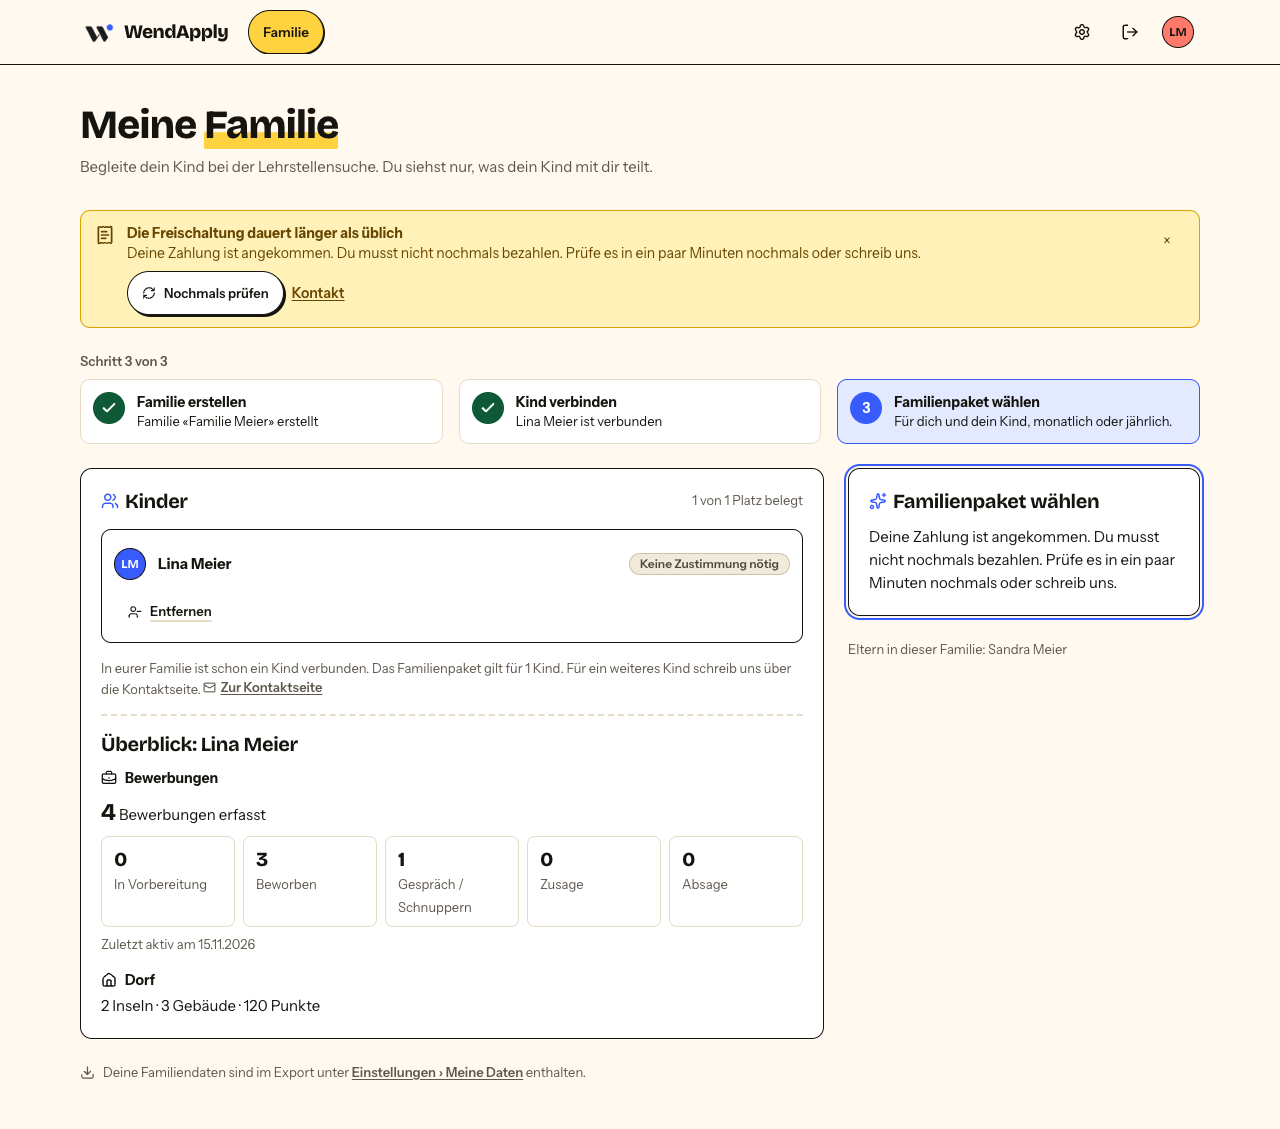 WendApply
Familie
LM
Meine Familie
Begleite dein Kind bei der Lehrstellensuche. Du siehst nur, was dein Kind mit dir teilt.
Die Freischaltung dauert länger als üblich
Deine Zahlung ist angekommen. Du musst nicht nochmals bezahlen. Prüfe es in ein paar Minuten nochmals oder schreib uns.
×
Nochmals prüfen
Kontakt
Schritt 3 von 3
Familie erstellen
Familie «Familie Meier» erstellt
Kind verbinden
Lina Meier ist verbunden
3
Familienpaket wählen
Für dich und dein Kind, monatlich oder jährlich.
Kinder
1 von 1 Platz belegt
LM
Lina Meier
Keine Zustimmung nötig
Entfernen
In eurer Familie ist schon ein Kind verbunden. Das Familienpaket gilt für 1 Kind. Für ein weiteres Kind schreib uns über
die Kontaktseite. Zur Kontaktseite
Überblick: Lina Meier
Bewerbungen
4 Bewerbungen erfasst
0
In Vorbereitung
3
Beworben
1
Gespräch /
Schnuppern
0
Zusage
0
Absage
Zuletzt aktiv am 15.11.2026
Dorf
2 Inseln · 3 Gebäude · 120 Punkte
Familienpaket wählen
Deine Zahlung ist angekommen. Du musst
nicht nochmals bezahlen. Prüfe es in ein paar
Minuten nochmals oder schreib uns.
Eltern in dieser Familie: Sandra Meier
Deine Familiendaten sind im Export unter Einstellungen › Meine Daten enthalten.